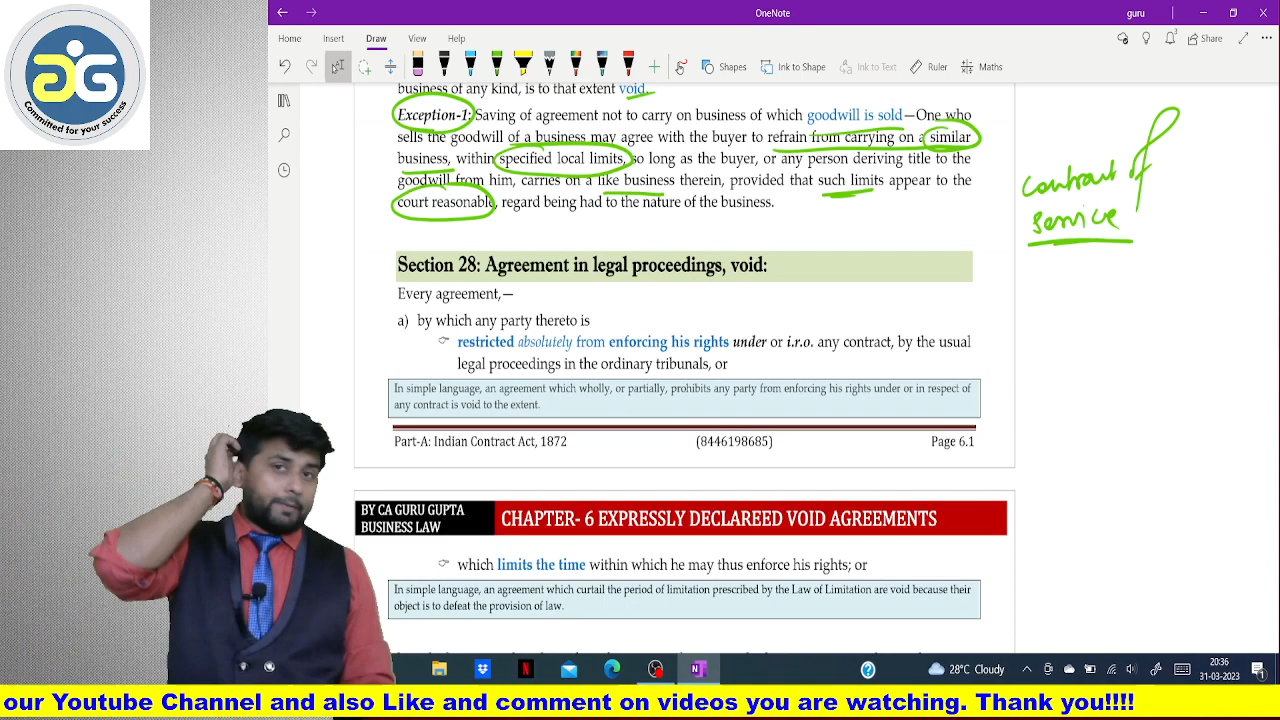 Committed for your success
OneNote
guru
Home
Insert
Draw
View
Help
Share
Shapes
Ink to Shape
Ink to Text
Ruler
Maths
business of any kind, is to that extent void.
Exception-1: Saving of agreement not to carry on business of which goodwill is sold—One who
sells the goodwill of a business may agree with the buyer to refrain from carrying on a similar
business, within specified local limits, so long as the buyer, or any person deriving title to the
goodwill from him, carries on a like business therein, provided that such limits appear to the
court reasonable, regard being had to the nature of the business.
contract of
service
Section 28: Agreement in legal proceedings, void:
Every agreement,—
a) by which any party thereto is
☞ restricted absolutely from enforcing his rights under or i.r.o. any contract, by the usual
legal proceedings in the ordinary tribunals, or
In simple language, an agreement which wholly, or partially, prohibits any party from enforcing his rights under or in respect of
any contract is void to the extent.
Part-A: Indian Contract Act, 1872 (8446198685) Page 6.1
BY CA GURU GUPTA
BUSINESS LAW
CHAPTER- 6 EXPRESSLY DECLAREED VOID AGREEMENTS
☞ which limits the time within which he may thus enforce his rights; or
In simple language, an agreement which curtail the period of limitation prescribed by the Law of Limitation are void because their
object is to defeat the provision of law.
28°C Cloudy
20:36
31-03-2023
our Youtube Channel and also Like and comment on videos you are watching. Thank you!!!!